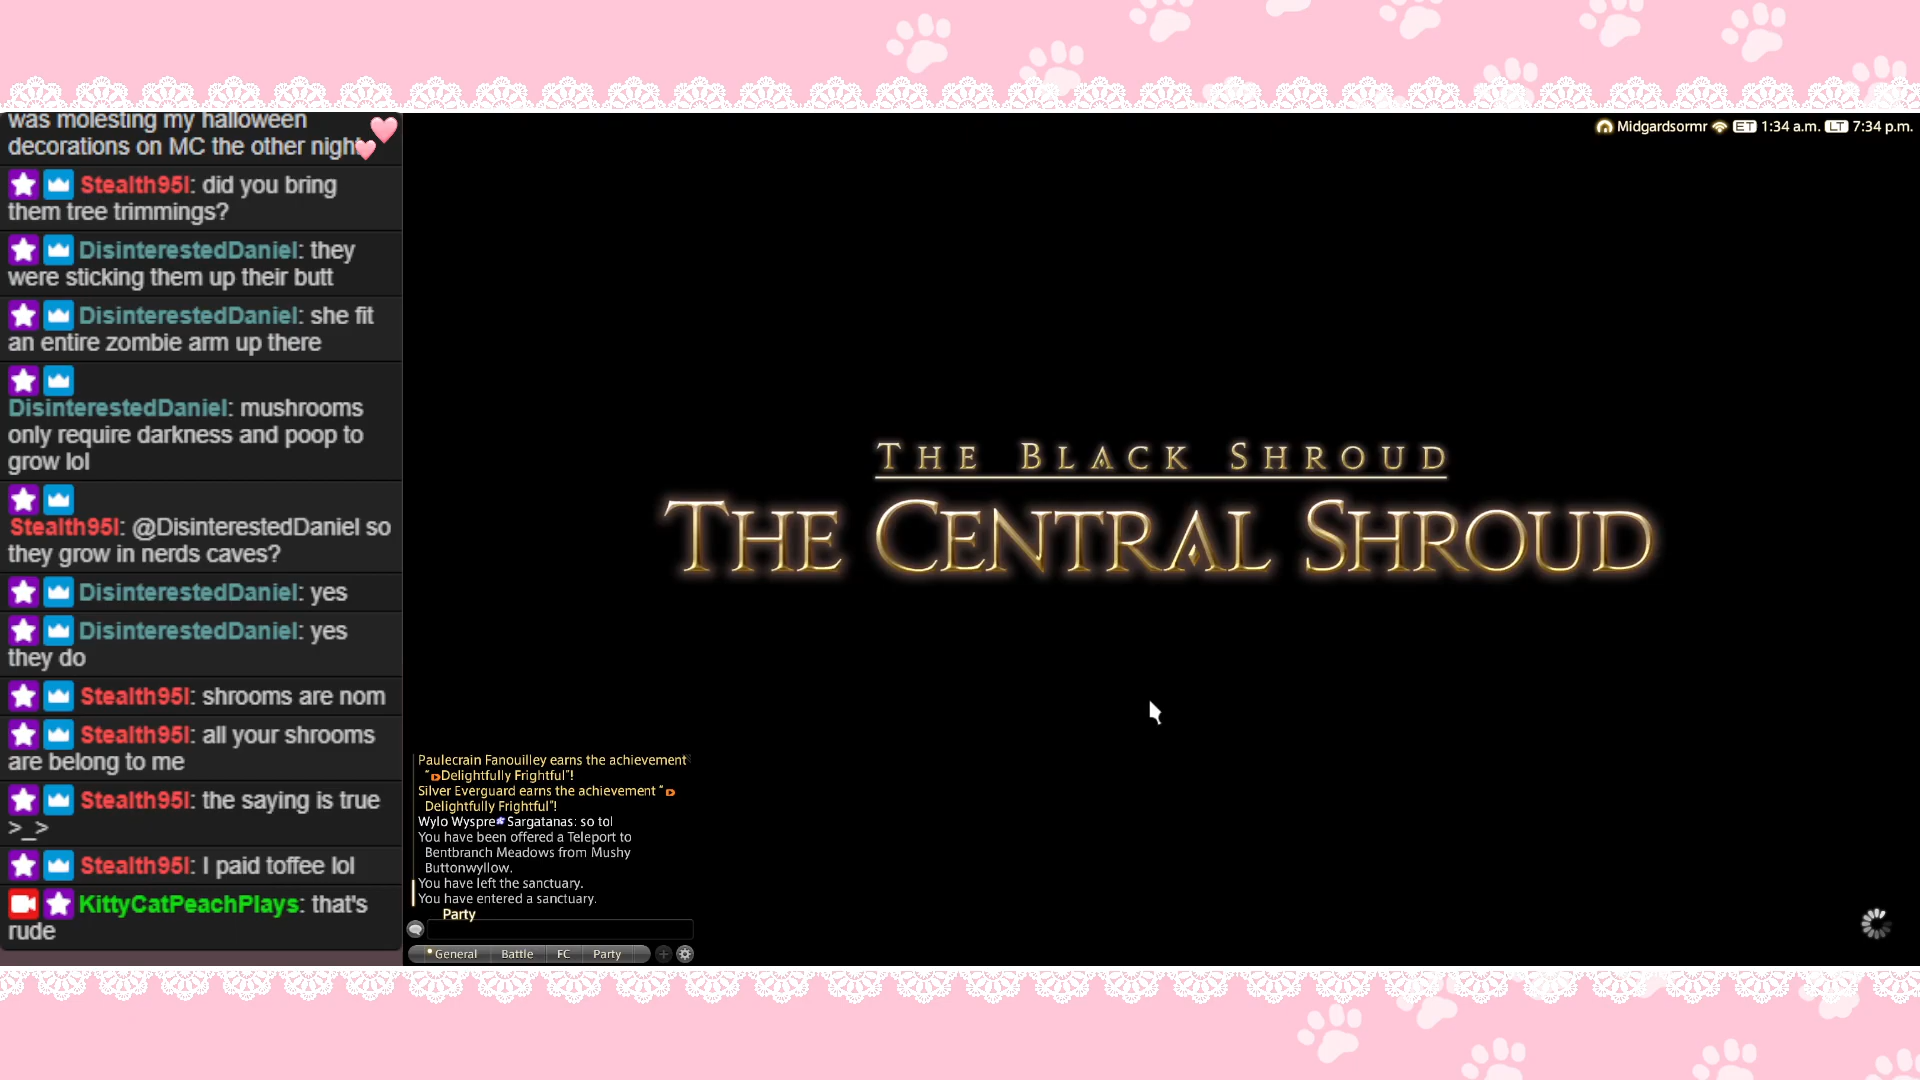 was molesting my halloween
decorations on MC the other night
Stealth95l: did you bring
them tree trimmings?
DisinterestedDaniel: they
were sticking them up their butt
DisinterestedDaniel: she fit
an entire zombie arm up there
DisinterestedDaniel: mushrooms
only require darkness and poop to
grow lol
Stealth95l: @DisinterestedDaniel so
they grow in nerds caves?
DisinterestedDaniel: yes
DisinterestedDaniel: yes
they do
Stealth95l: shrooms are nom
Stealth95l: all your shrooms
are belong to me
Stealth95l: the saying is true
>_>
Stealth95l: I paid toffee lol
KittyCatPeachPlays: that's
rude
Midgardsormr ET 1:34 a.m. LT 7:34 p.m.
THE BLACK SHROUD
THE CENTRAL SHROUD
Paulecrain Fanouilley earns the achievement
"Delightfully Frightful"!
Silver Everguard earns the achievement "
Delightfully Frightful"!
Wylo Wyspre Sargatanas: so tol
You have been offered a Teleport to
Bentbranch Meadows from Mushy
Buttonwyllow.
You have left the sanctuary.
You have entered a sanctuary.
Party
General Battle FC Party